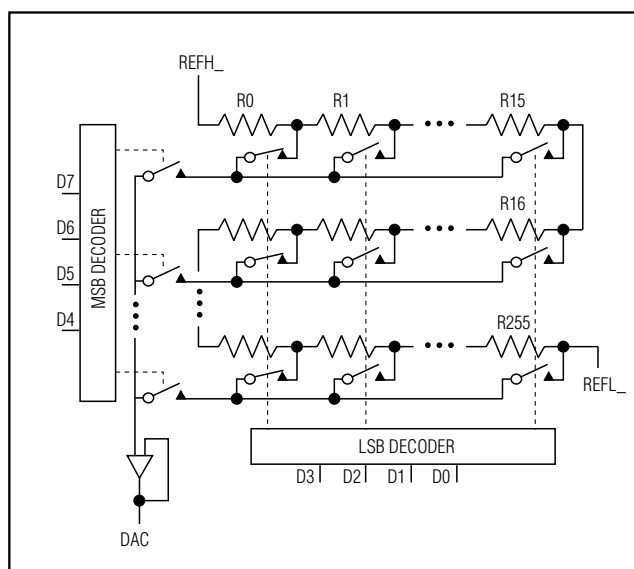 REFH_
R0
R1
R15
D7
D6
D5
D4
MSB DECODER
R16
R255
REFL_
LSB DECODER
D3
D2
D1
D0
DAC